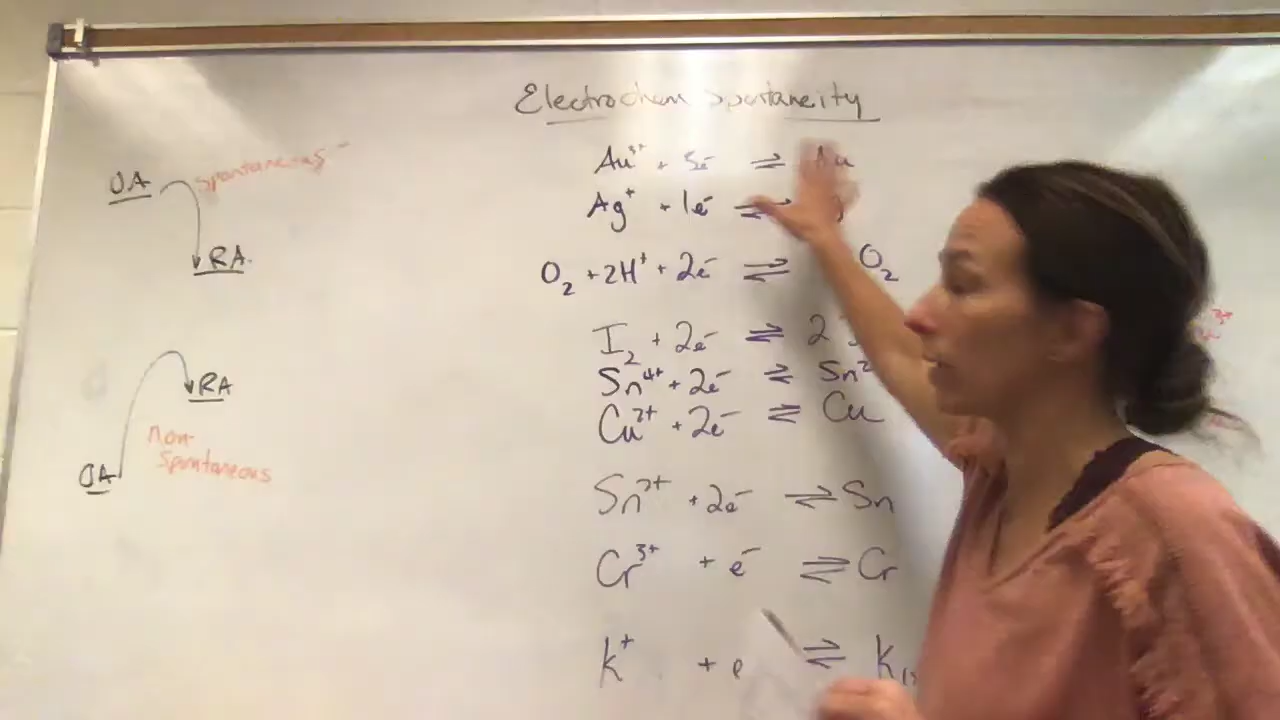 Electrochem Spontaneity
OA spontaneous
RA
RA
non-
Spontaneous
OA
Au³⁺ + 3e⁻ ⇌ Au
Ag⁺ + 1e⁻ ⇌
O₂ + 2H⁺ + 2e⁻ ⇌ O₂
I₂ + 2e⁻ ⇌ 2
Sn⁴⁺ + 2e⁻ ⇌ Sn²
Cu²⁺ + 2e⁻ ⇌ Cu
Sn²⁺ + 2e⁻ ⇌ Sn
Cr³⁺ + e⁻ ⇌ Cr
K⁺ + e ⇌ K